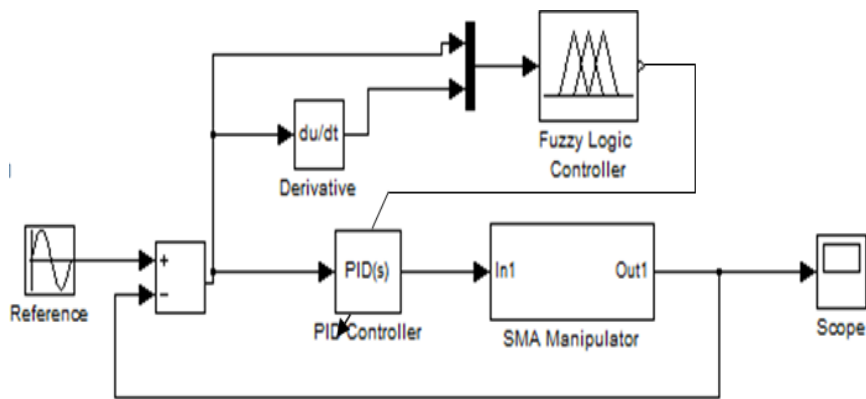 du/dt
Derivative
Fuzzy Logic
Controller
Reference
+
−
PID(s)
PID Controller
In1
Out1
SMA Manipulator
Scope